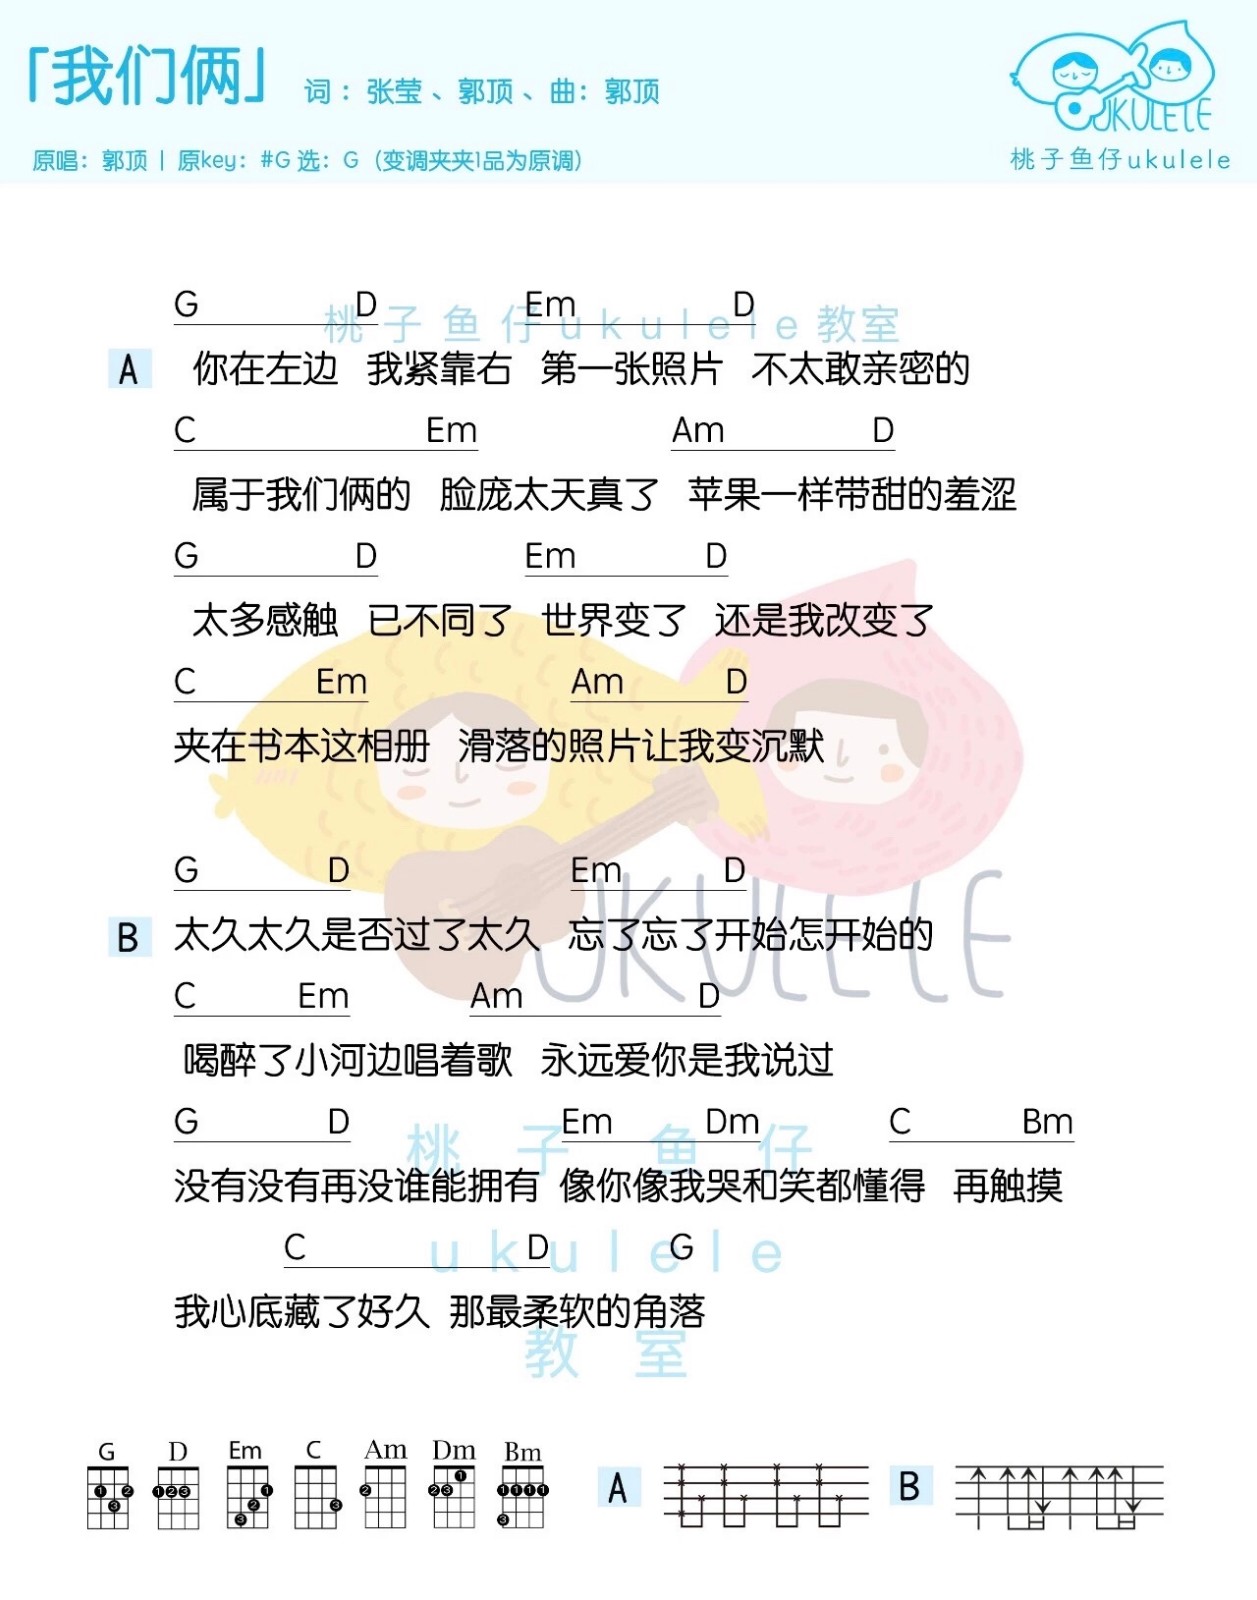 「我们俩」 词：张莹、郭顶、曲：郭顶
原唱：郭顶 | 原key：#G 选：G（变调夹夹1品为原调）
UKULELE
桃子鱼仔ukulele
G D Em D
桃子鱼仔ukulele教室
A 你在左边 我紧靠右 第一张照片 不太敢亲密的
C Em Am D
属于我们俩的 脸庞太天真了 苹果一样带甜的羞涩
G D Em D
太多感触 已不同了 世界变了 还是我改变了
C Em Am D
夹在书本这相册 滑落的照片让我变沉默
G D Em D
B 太久太久是否过了太久 忘了忘了开始怎开始的
UKULELE
C Em Am D
喝醉了小河边唱着歌 永远爱你是我说过
G D Em Dm C Bm
桃子鱼仔
没有没有再没谁能拥有 像你像我哭和笑都懂得 再触摸
C D G
ukulele
我心底藏了好久 那最柔软的角落
教室
G D Em C Am Dm Bm
A B